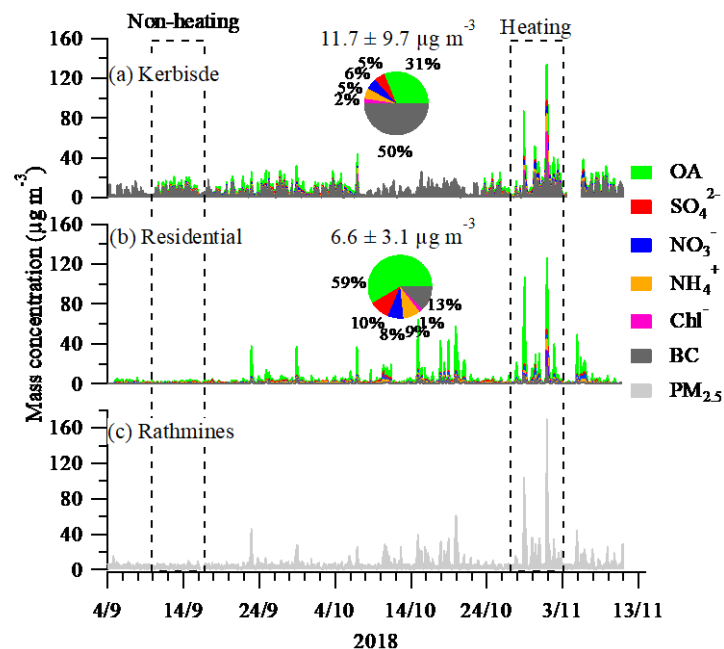 Non-heating
Heating
11.7 ± 9.7 µg m⁻³
(a) Kerbisde
160
120
80
40
0
5%
31%
6%
5%
2%
50%
OA
SO₄²⁻
NO₃⁻
NH₄⁺
Chl⁻
BC
PM₂.₅
Mass concentration (µg m⁻³)
(b) Residential
6.6 ± 3.1 µg m⁻³
160
120
80
40
0
59%
13%
1%
10%
9%
8%
(c) Rathmines
160
120
80
40
0
4/9
14/9
24/9
4/10
14/10
24/10
3/11
13/11
2018